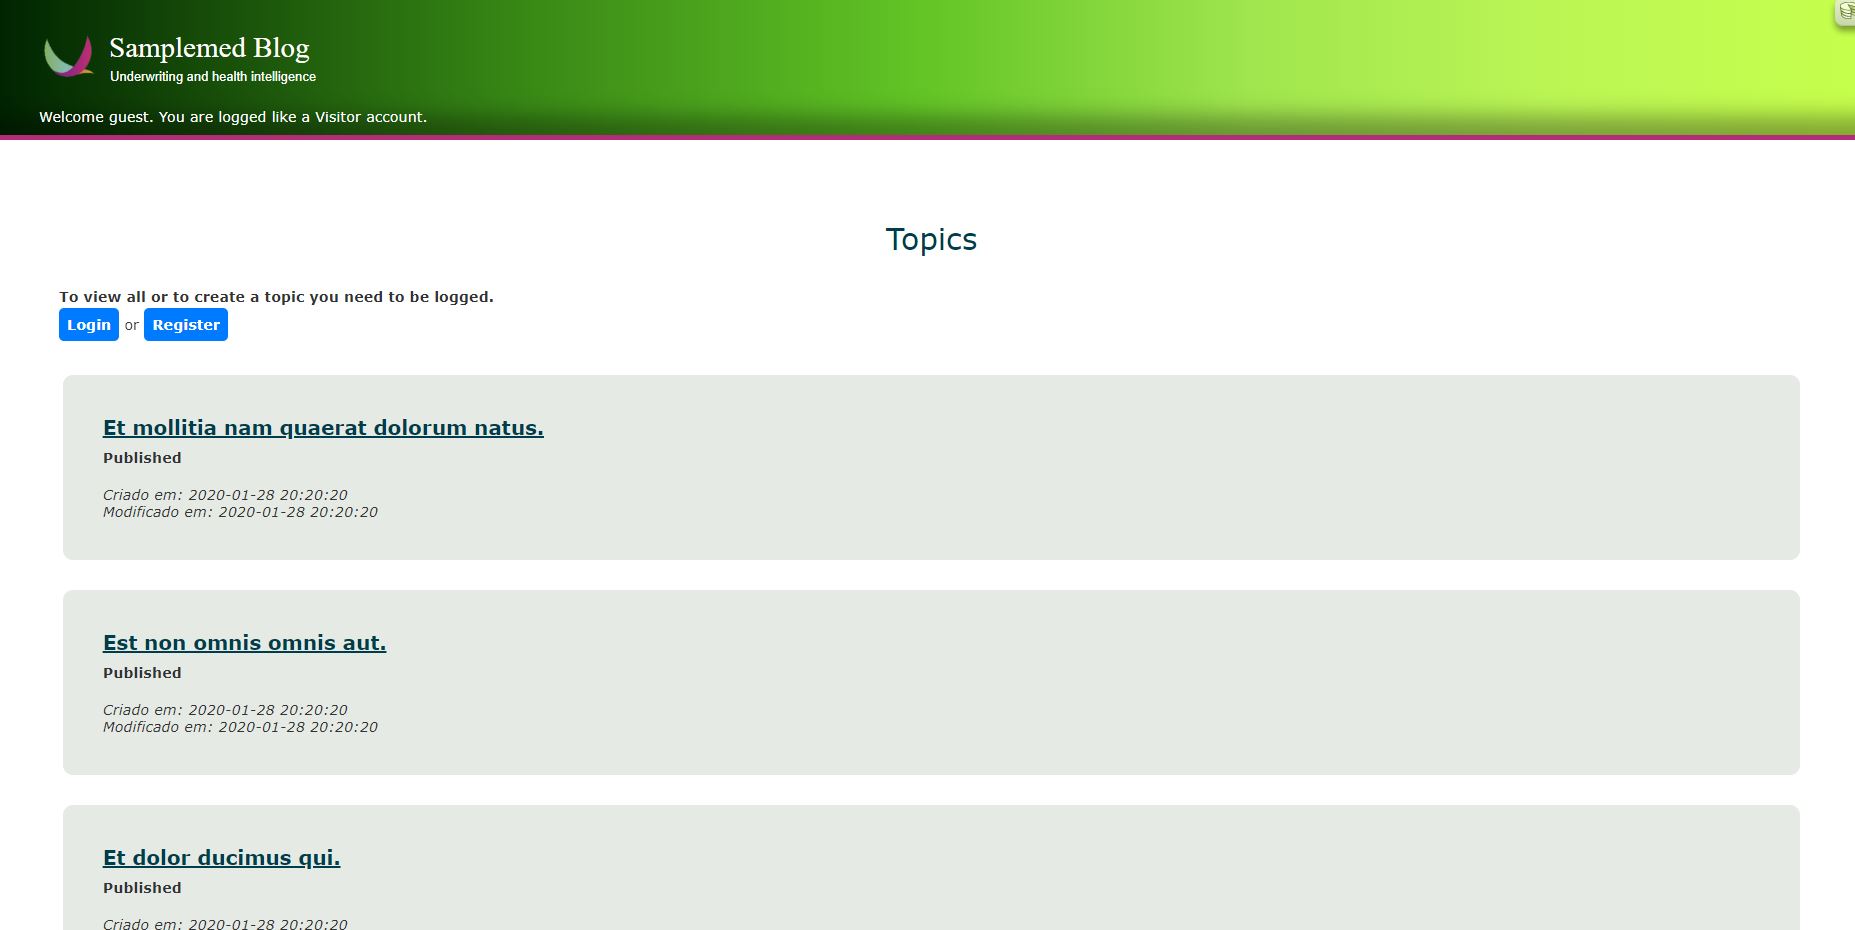 Samplemed Blog
Underwriting and health intelligence
Welcome guest. You are logged like a Visitor account.
Topics
To view all or to create a topic you need to be logged.
Login or Register
Et mollitia nam quaerat dolorum natus.
Published
Criado em: 2020-01-28 20:20:20
Modificado em: 2020-01-28 20:20:20
Est non omnis omnis aut.
Published
Criado em: 2020-01-28 20:20:20
Modificado em: 2020-01-28 20:20:20
Et dolor ducimus qui.
Published
Criado em: 2020-01-28 20:20:20